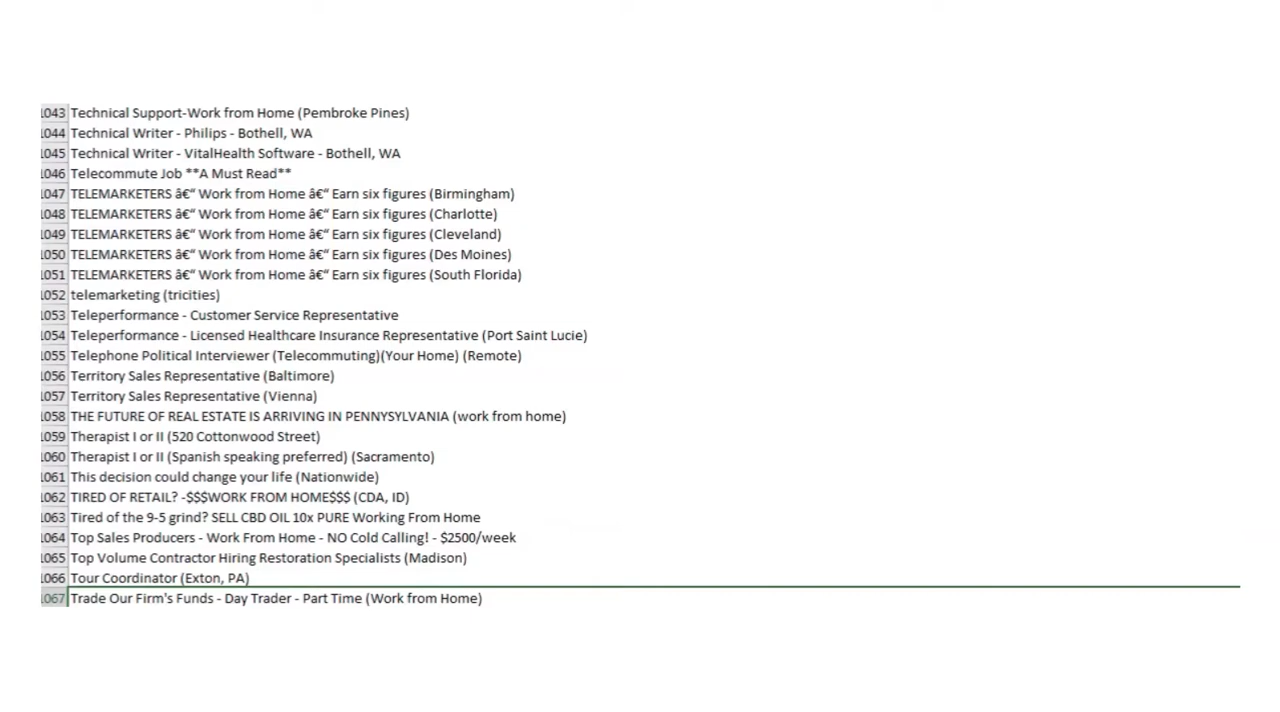 1043 Technical Support-Work from Home (Pembroke Pines)
1044 Technical Writer - Philips - Bothell, WA
1045 Technical Writer - VitalHealth Software - Bothell, WA
1046 Telecommute Job **A Must Read**
1047 TELEMARKETERS â€“ Work from Home â€“ Earn six figures (Birmingham)
1048 TELEMARKETERS â€“ Work from Home â€“ Earn six figures (Charlotte)
1049 TELEMARKETERS â€“ Work from Home â€“ Earn six figures (Cleveland)
1050 TELEMARKETERS â€“ Work from Home â€“ Earn six figures (Des Moines)
1051 TELEMARKETERS â€“ Work from Home â€“ Earn six figures (South Florida)
1052 telemarketing (tricities)
1053 Teleperformance - Customer Service Representative
1054 Teleperformance - Licensed Healthcare Insurance Representative (Port Saint Lucie)
1055 Telephone Political Interviewer (Telecommuting)(Your Home) (Remote)
1056 Territory Sales Representative (Baltimore)
1057 Territory Sales Representative (Vienna)
1058 THE FUTURE OF REAL ESTATE IS ARRIVING IN PENNYSYLVANIA (work from home)
1059 Therapist I or II (520 Cottonwood Street)
1060 Therapist I or II (Spanish speaking preferred) (Sacramento)
1061 This decision could change your life (Nationwide)
1062 TIRED OF RETAIL? -$$$WORK FROM HOME$$$ (CDA, ID)
1063 Tired of the 9-5 grind? SELL CBD OIL 10x PURE Working From Home
1064 Top Sales Producers - Work From Home - NO Cold Calling! - $2500/week
1065 Top Volume Contractor Hiring Restoration Specialists (Madison)
1066 Tour Coordinator (Exton, PA)
1067 Trade Our Firm's Funds - Day Trader - Part Time (Work from Home)